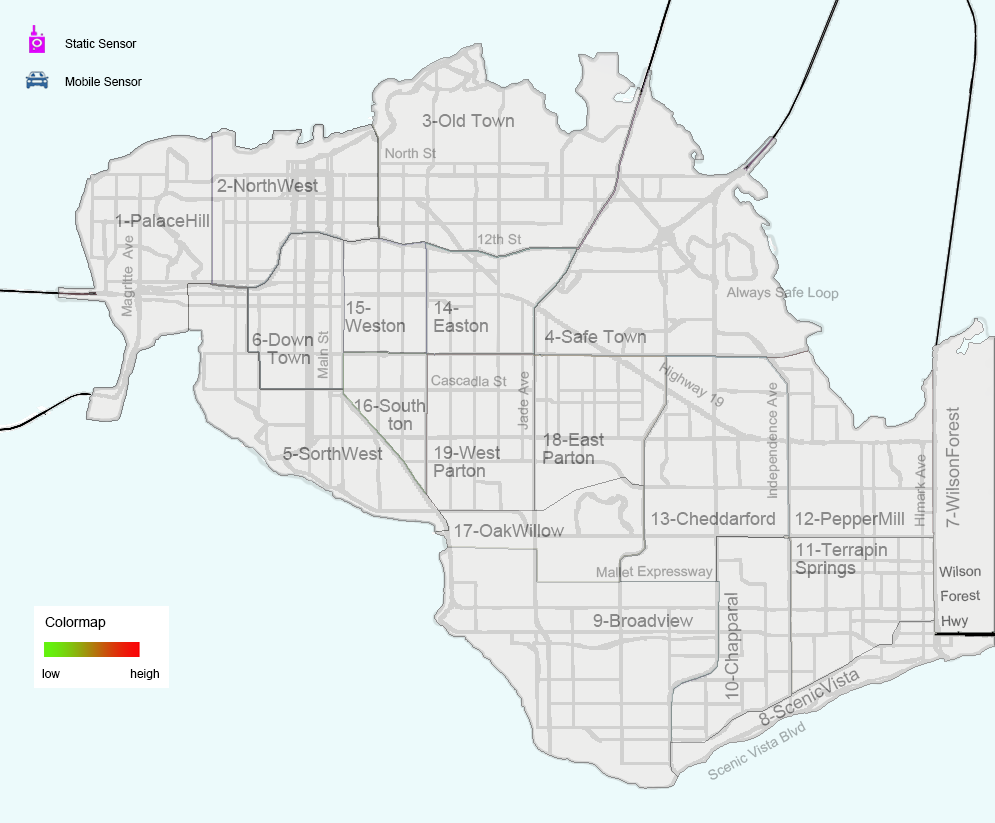 Static Sensor
Mobile Sensor
3-Old Town
North St
2-NorthWest
1-PalaceHill
12th St
Magritte Ave
Always Safe Loop
15-
Weston
14-
Easton
4-Safe Town
6-Down
Town
Main St
Cascadia St
Jade Ave
Highway 19
Independence Ave
16-South
ton
5-SorthWest
19-West
Parton
18-East
Parton
Hlmark Ave
7-WilsonForest
17-OakWillow
13-Cheddarford
12-PepperMill
11-Terrapin
Springs
Mallet Expressway
Wilson
Forest
Hwy
9-Broadview
10-Chapparal
8-ScenicVista
Scenic Vista Blvd
Colormap
low
heigh